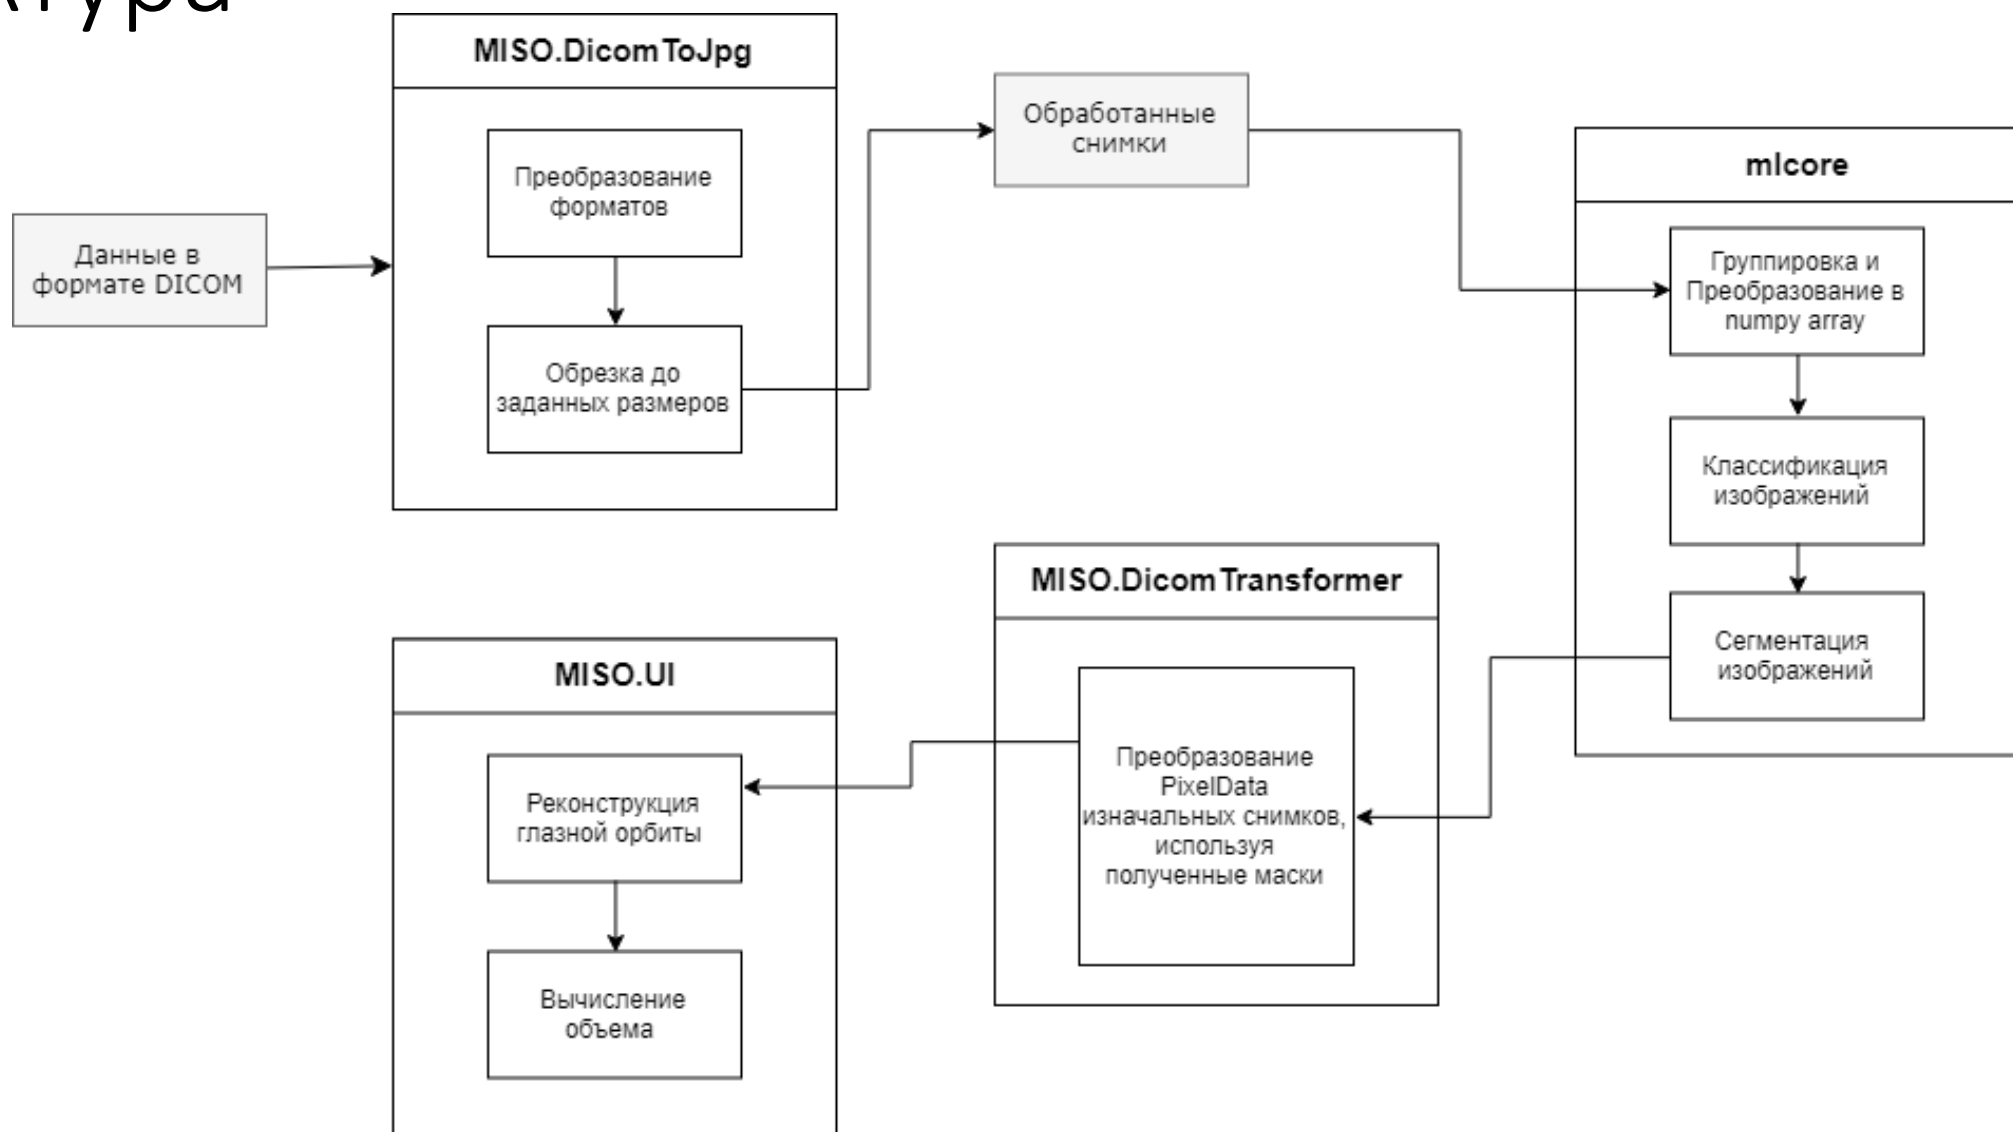 ктура
MISO.DicomToJpg
Преобразование
форматов
Обрезка до
заданных размеров
Данные в
формате DICOM
Обработанные
снимки
mlcore
Группировка и
Преобразование в
numpy array
Классификация
изображений
Сегментация
изображений
MISO.DicomTransformer
Преобразование
PixelData
изначальных снимков,
используя
полученные маски
MISO.UI
Реконструкция
глазной орбиты
Вычисление
объема